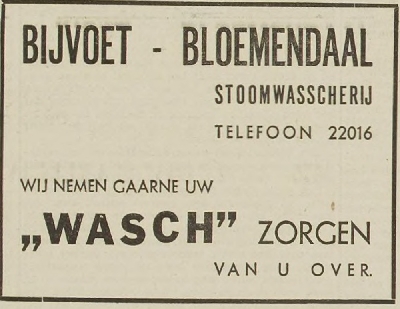 BIJVOET - BLOEMENDAAL
STOOMWASSCHERIJ
TELEFOON 22016
WIJ NEMEN GAARNE UW
„WASCH” ZORGEN
VAN U OVER.